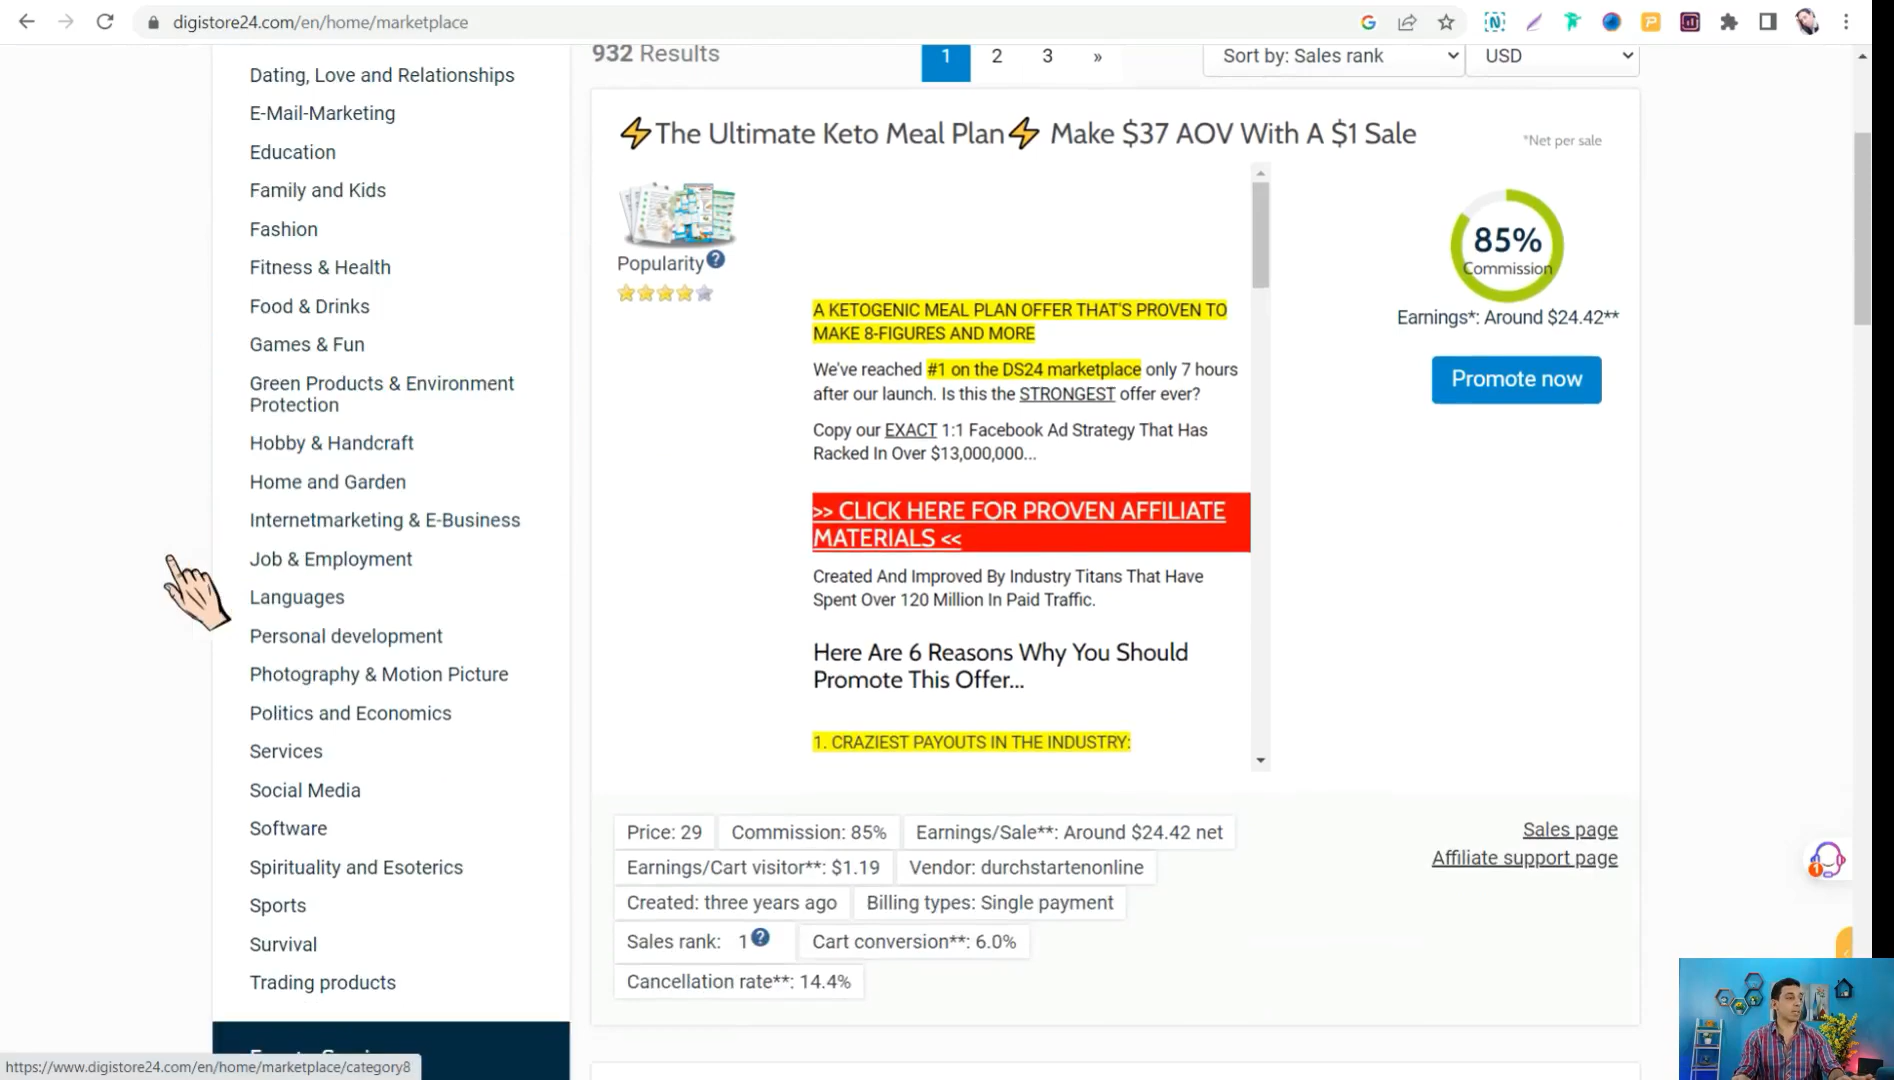 digistore24.com/en/home/marketplace
932 Results
1
2
3
»
Sort by: Sales rank
USD
Dating, Love and Relationships
E-Mail-Marketing
Education
Family and Kids
Fashion
Fitness & Health
Food & Drinks
Games & Fun
Green Products & Environment
Protection
Hobby & Handcraft
Home and Garden
Internetmarketing & E-Business
Job & Employment
Languages
Personal development
Photography & Motion Picture
Politics and Economics
Services
Social Media
Software
Spirituality and Esoterics
Sports
Survival
Trading products
⚡The Ultimate Keto Meal Plan⚡ Make $37 AOV With A $1 Sale
*Net per sale
Popularity
85%
Commission
Earnings*: Around $24.42**
Promote now
A KETOGENIC MEAL PLAN OFFER THAT'S PROVEN TO
MAKE 8-FIGURES AND MORE
We've reached #1 on the DS24 marketplace only 7 hours
after our launch. Is this the STRONGEST offer ever?
Copy our EXACT 1:1 Facebook Ad Strategy That Has
Racked In Over $13,000,000...
>> CLICK HERE FOR PROVEN AFFILIATE
MATERIALS <<
Created And Improved By Industry Titans That Have
Spent Over 120 Million In Paid Traffic.
Here Are 6 Reasons Why You Should
Promote This Offer...
1. CRAZIEST PAYOUTS IN THE INDUSTRY:
Price: 29
Commission: 85%
Earnings/Sale**: Around $24.42 net
Earnings/Cart visitor**: $1.19
Vendor: durchstartenonline
Created: three years ago
Billing types: Single payment
Sales rank: 1
Cart conversion**: 6.0%
Cancellation rate**: 14.4%
Sales page
Affiliate support page
1
https://www.digistore24.com/en/home/marketplace/category8